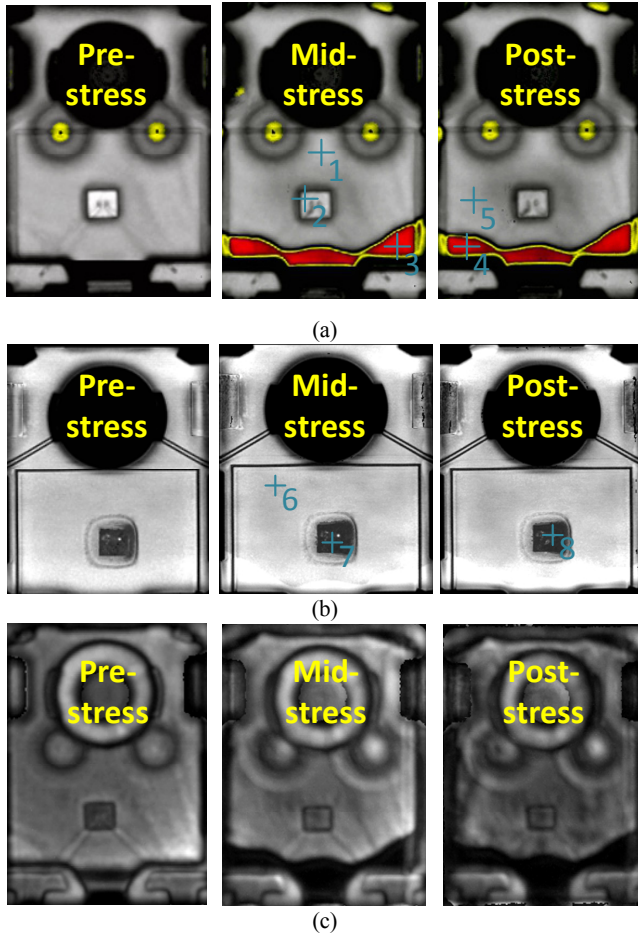 Pre-
stress
Mid-
stress
Post-
stress
1
2
5
3
4
(a)
Pre-
stress
Mid-
stress
Post-
stress
6
7
8
(b)
Pre-
stress
Mid-
stress
Post-
stress
(c)